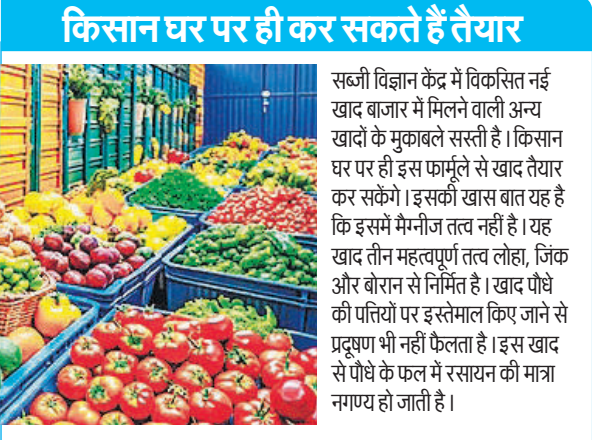 किसान घर पर ही कर सकते हैं तैयार
सब्जी विज्ञान केंद्र में विकसित नई
खाद बाजार में मिलने वाली अन्य
खादों के मुकाबले सस्ती है । किसान
घर पर ही इस फार्मूले से खाद तैयार
कर सकेंगे । इसकी खास बात यह है
कि इसमें मैग्नीज तत्व नहीं है । यह
खाद तीन महत्वपूर्ण तत्व लोहा, जिंक
और बोरान से निर्मित है । खाद पौधे
की पत्तियों पर इस्तेमाल किए जाने से
प्रदूषण भी नहीं फैलता है । इस खाद
से पौधे के फल में रसायन की मात्रा
नगण्य हो जाती है ।